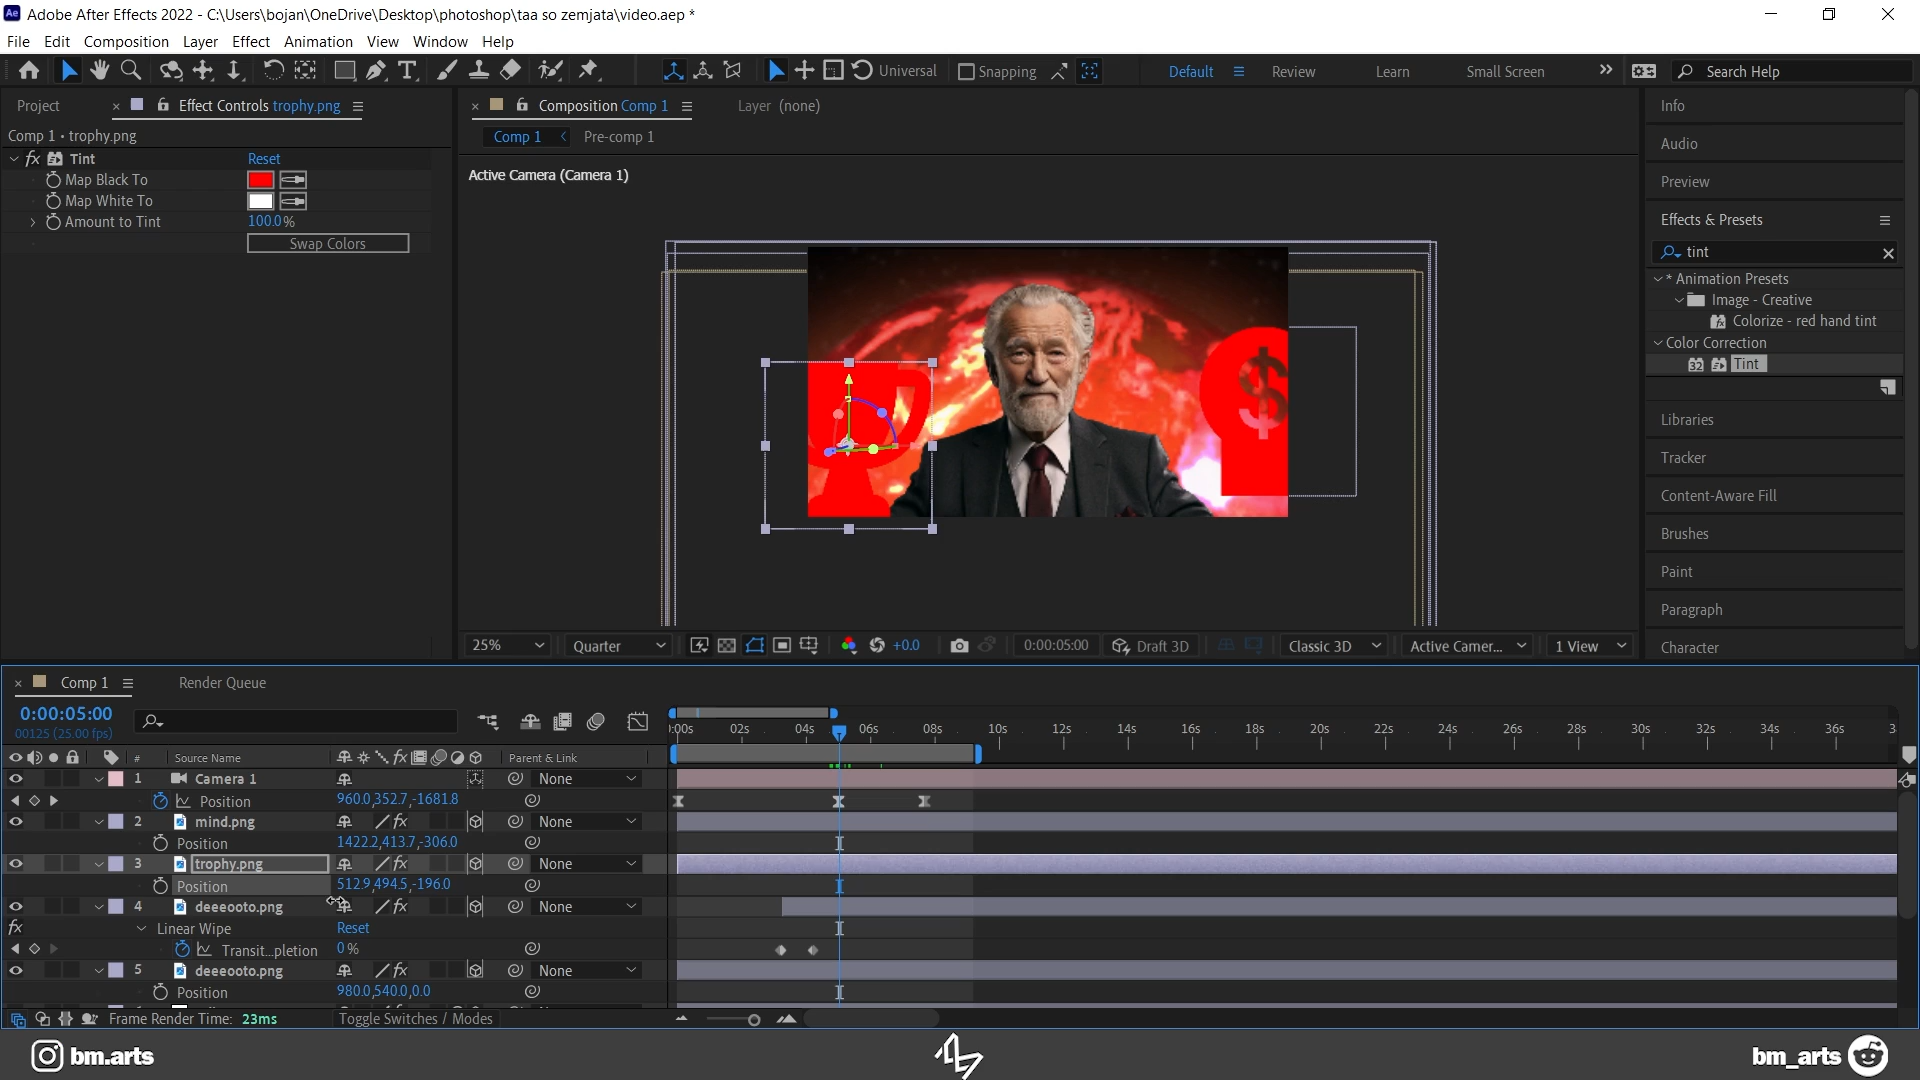 Adobe After Effects 2022 - C:\Users\bojan\OneDrive\Desktop\photoshop\taa so zemjata\video.aep *
File Edit Composition Layer Effect Animation View Window Help
Universal Snapping Default Review Learn Small Screen Search Help
Project Effect Controls trophy.png
Composition Comp 1 Layer (none)
Comp 1 • trophy.png
Comp 1 Pre-comp 1
fx Tint Reset
Map Black To
Map White To
Amount to Tint 100.0%
Swap Colors
Active Camera (Camera 1)
Info
Audio
Preview
Effects & Presets
tint
* Animation Presets
Image - Creative
Colorize - red hand tint
Color Correction
32 Tint
Libraries
Tracker
Content-Aware Fill
Brushes
Paint
Paragraph
Character
25% Quarter +0.0 0:00:05:00 Draft 3D Classic 3D Active Camer... 1 View
Comp 1 Render Queue
0:00:05:00
00125 (25.00 fps)
:00s 02s 04s 06s 08s 10s 12s 14s 16s 18s 20s 22s 24s 26s 28s 30s 32s 34s 36s 3
# Source Name fx Parent & Link
1 Camera 1 None
Position 960.0,352.7,-1681.8
2 mind.png fx None
Position 1422.2,413.7,-306.0
3 trophy.png fx None
Position 512.9,494.5,-196.0
4 deeeooto.png fx None
fx Linear Wipe Reset
Transit...pletion 0%
5 deeeooto.png fx None
Position 980.0,540.0,0.0
Frame Render Time: 23ms Toggle Switches / Modes
bm.arts
bm_arts